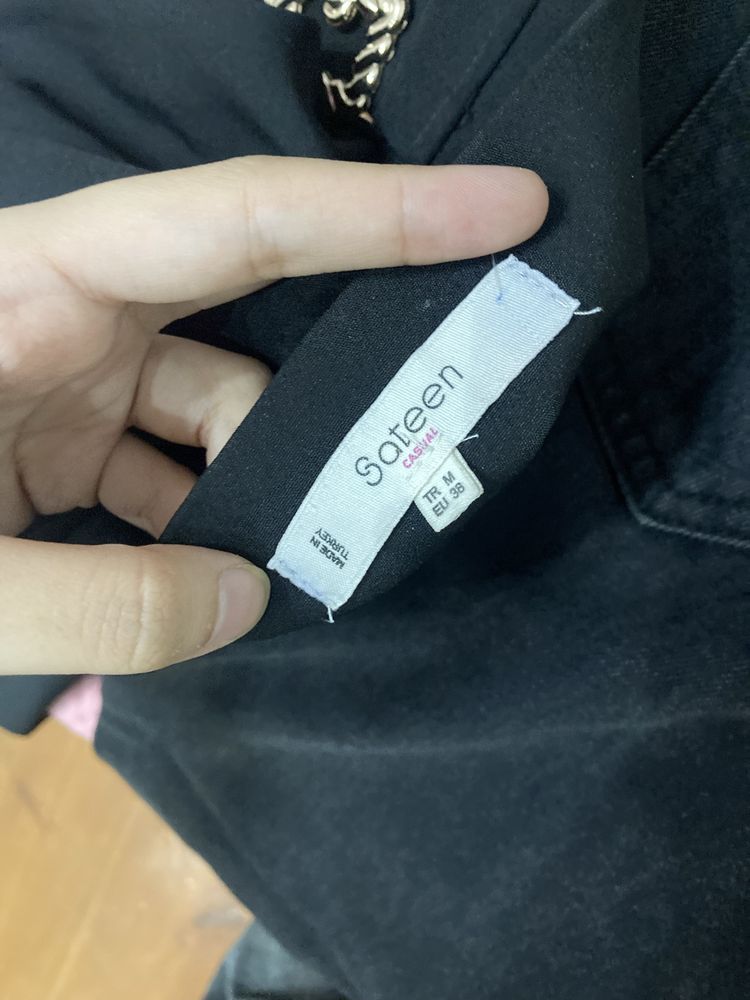 sateen
CASUAL
TR M
EU 38
MADE IN
TURKEY